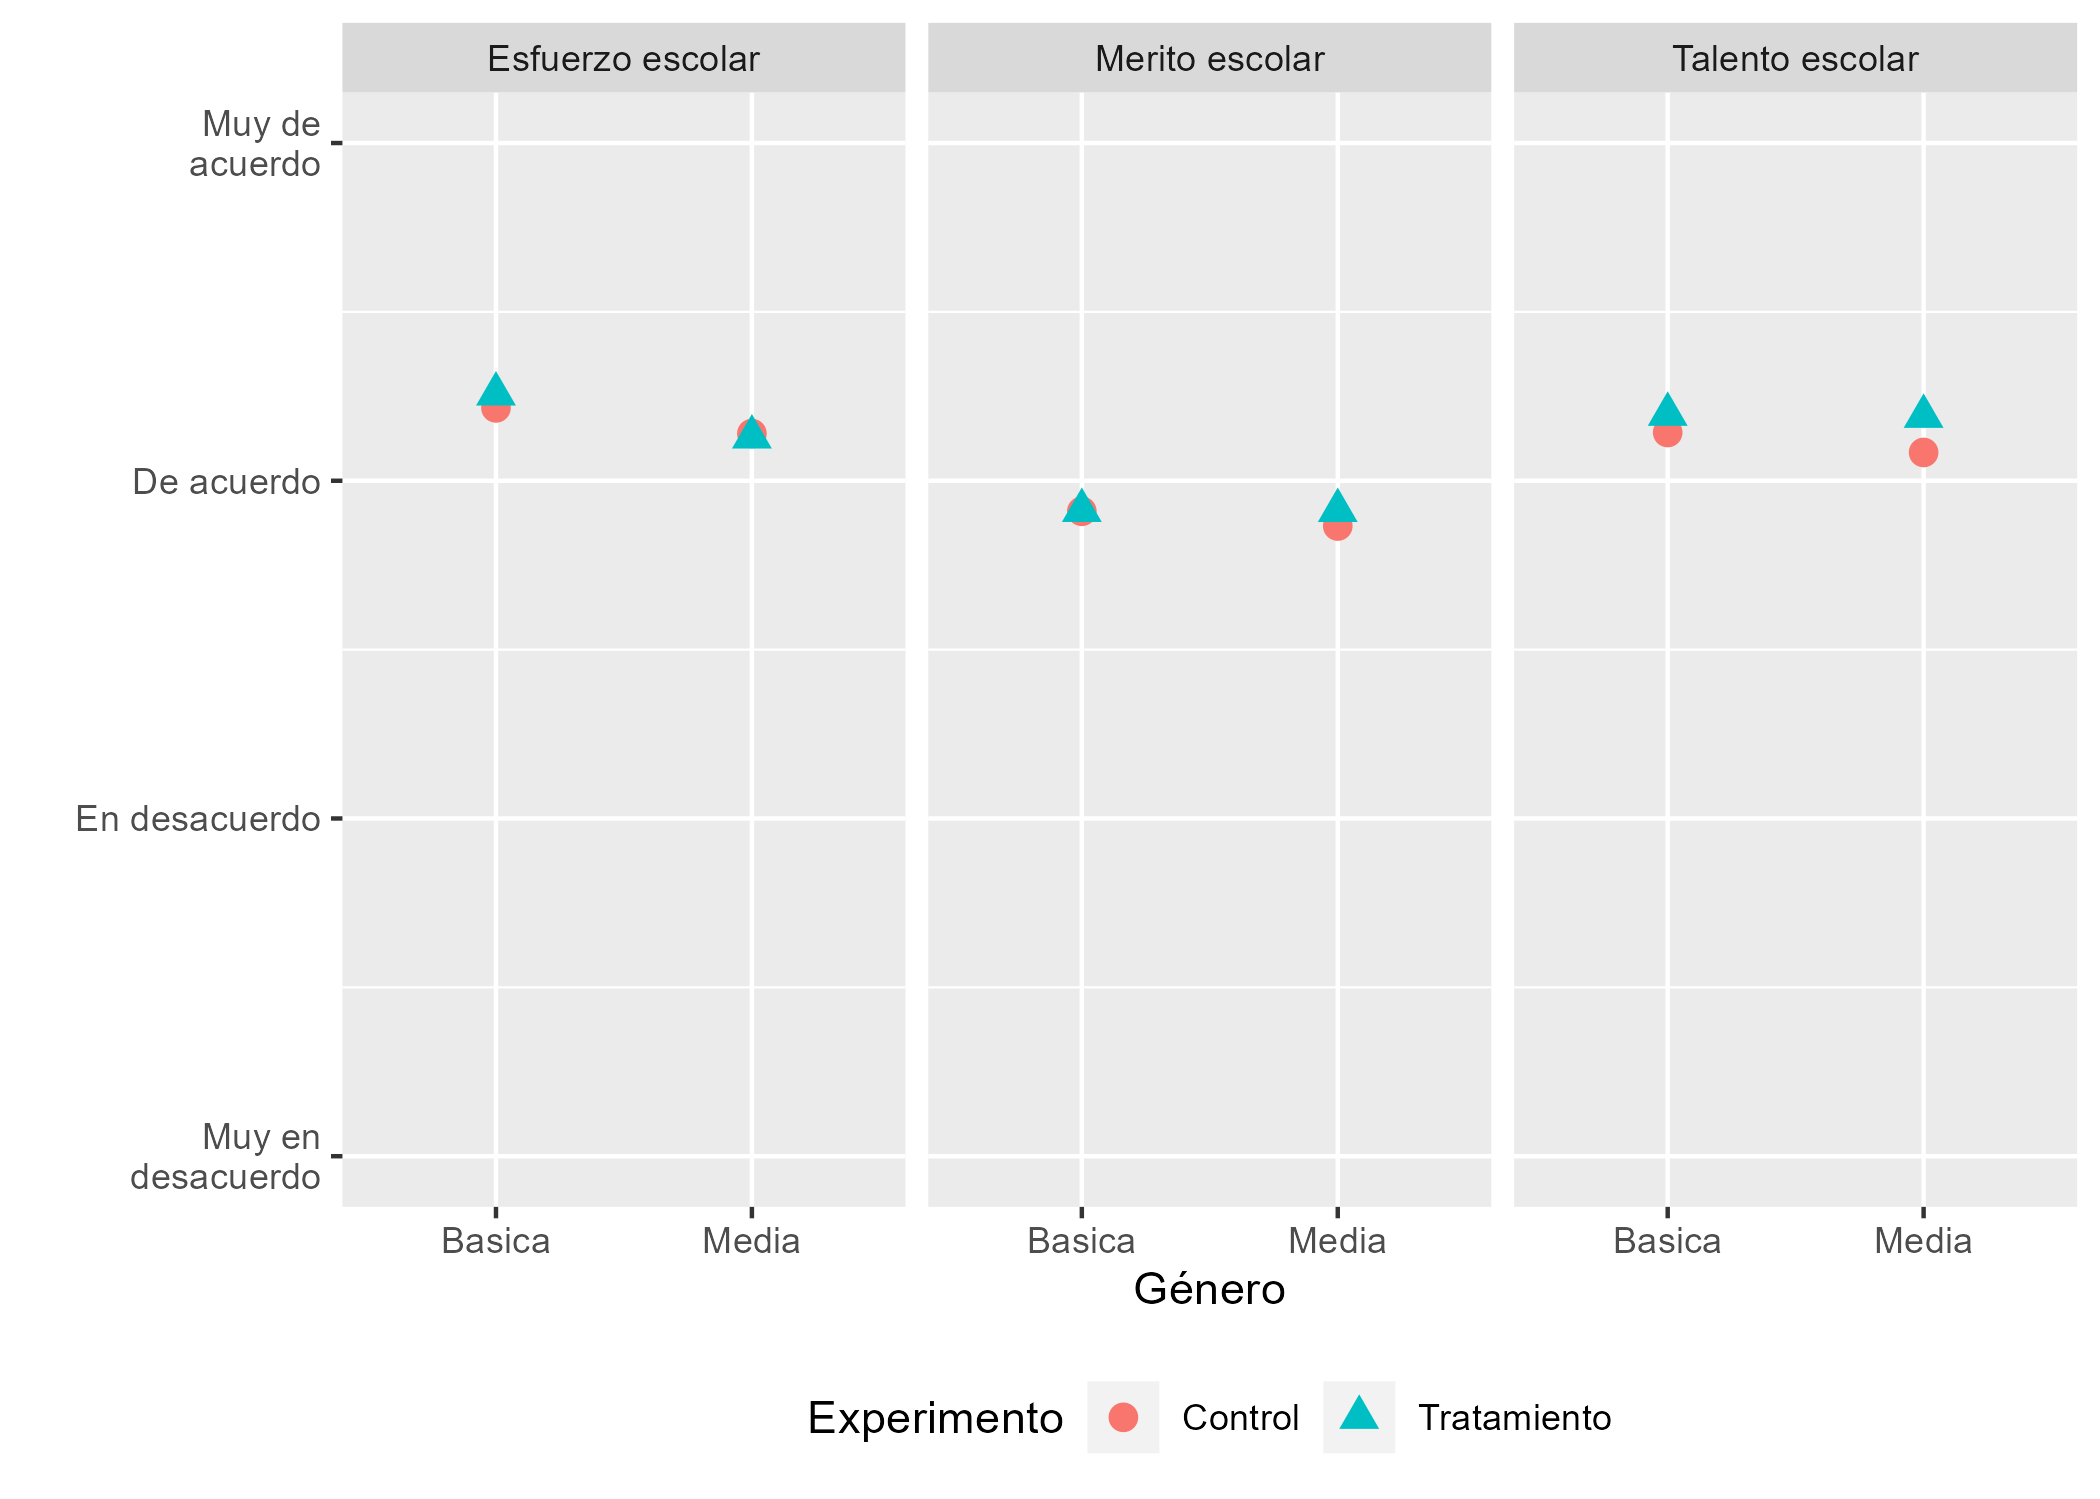 Esfuerzo escolar
Merito escolar
Talento escolar
Muy de
acuerdo
De acuerdo
En desacuerdo
Muy en
desacuerdo
Basica
Media
Basica
Media
Basica
Media
Género
Experimento
Control
Tratamiento